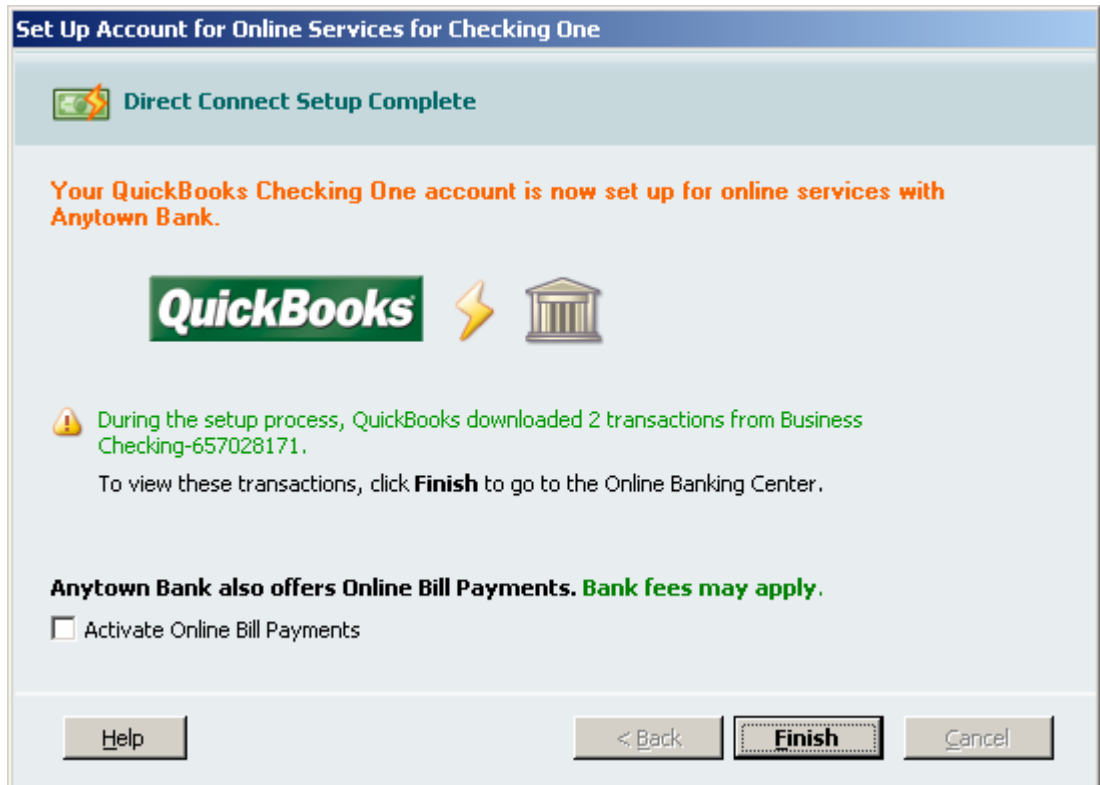 Set Up Account for Online Services for Checking One
Direct Connect Setup Complete
Your QuickBooks Checking One account is now set up for online services with
Anytown Bank.
QuickBooks
During the setup process, QuickBooks downloaded 2 transactions from Business
Checking-657028171.
To view these transactions, click Finish to go to the Online Banking Center.
Anytown Bank also offers Online Bill Payments. Bank fees may apply.
Activate Online Bill Payments
Help
< Back
Finish
Cancel